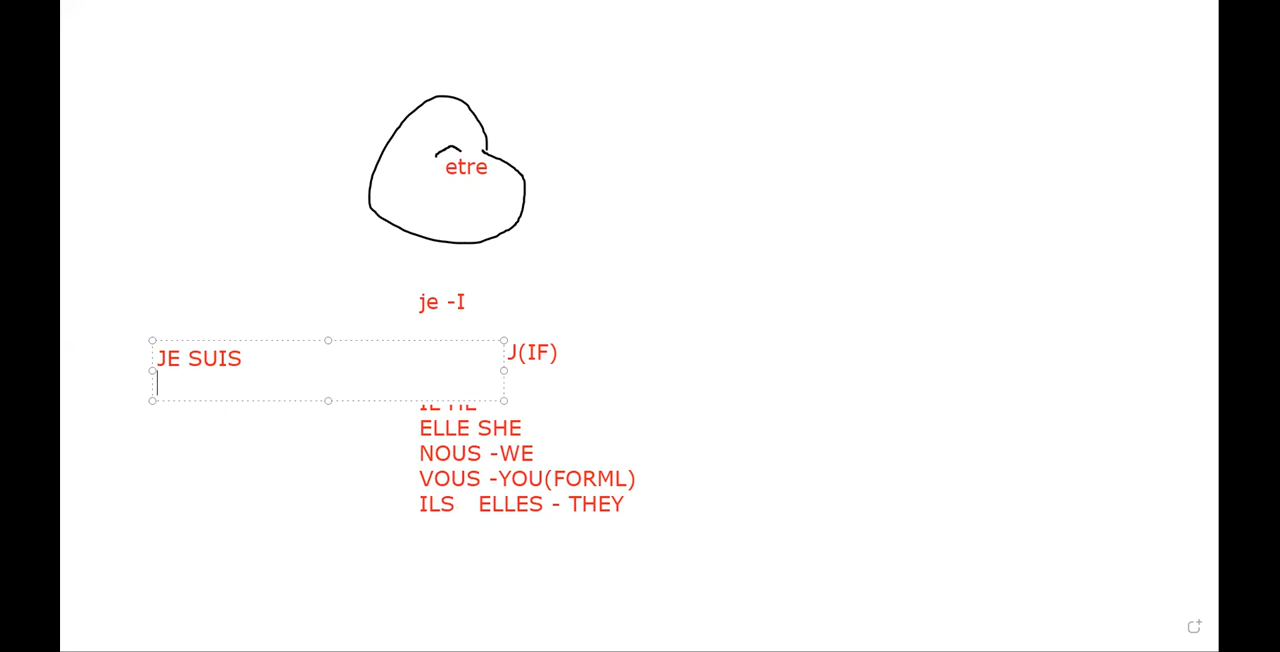 etre
je -I
JE SUIS
(IF)
ELLE SHE
NOUS -WE
VOUS -YOU(FORML)
ILS ELLES - THEY